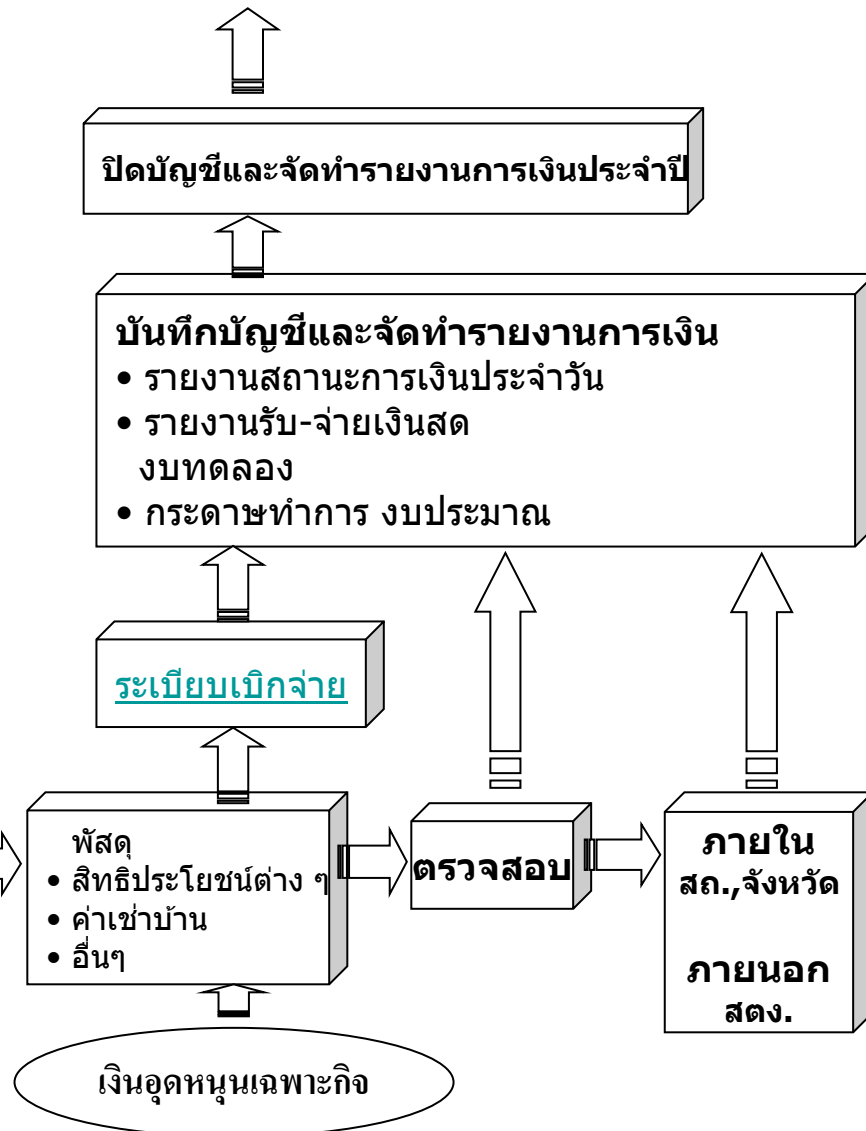 ปิดบัญชีและจัดทำรายงานการเงินประจำปี
บันทึกบัญชีและจัดทำรายงานการเงิน
• รายงานสถานะการเงินประจำวัน
• รายงานรับ-จ่ายเงินสด
งบทดลอง
• กระดาษทำการ งบประมาณ
ระเบียบเบิกจ่าย
พัสดุ
• สิทธิประโยชน์ต่าง ๆ
• ค่าเช่าบ้าน
• อื่นๆ
ตรวจสอบ
ภายใน
สถ.,จังหวัด
ภายนอก
สตง.
เงินอุดหนุนเฉพาะกิจ